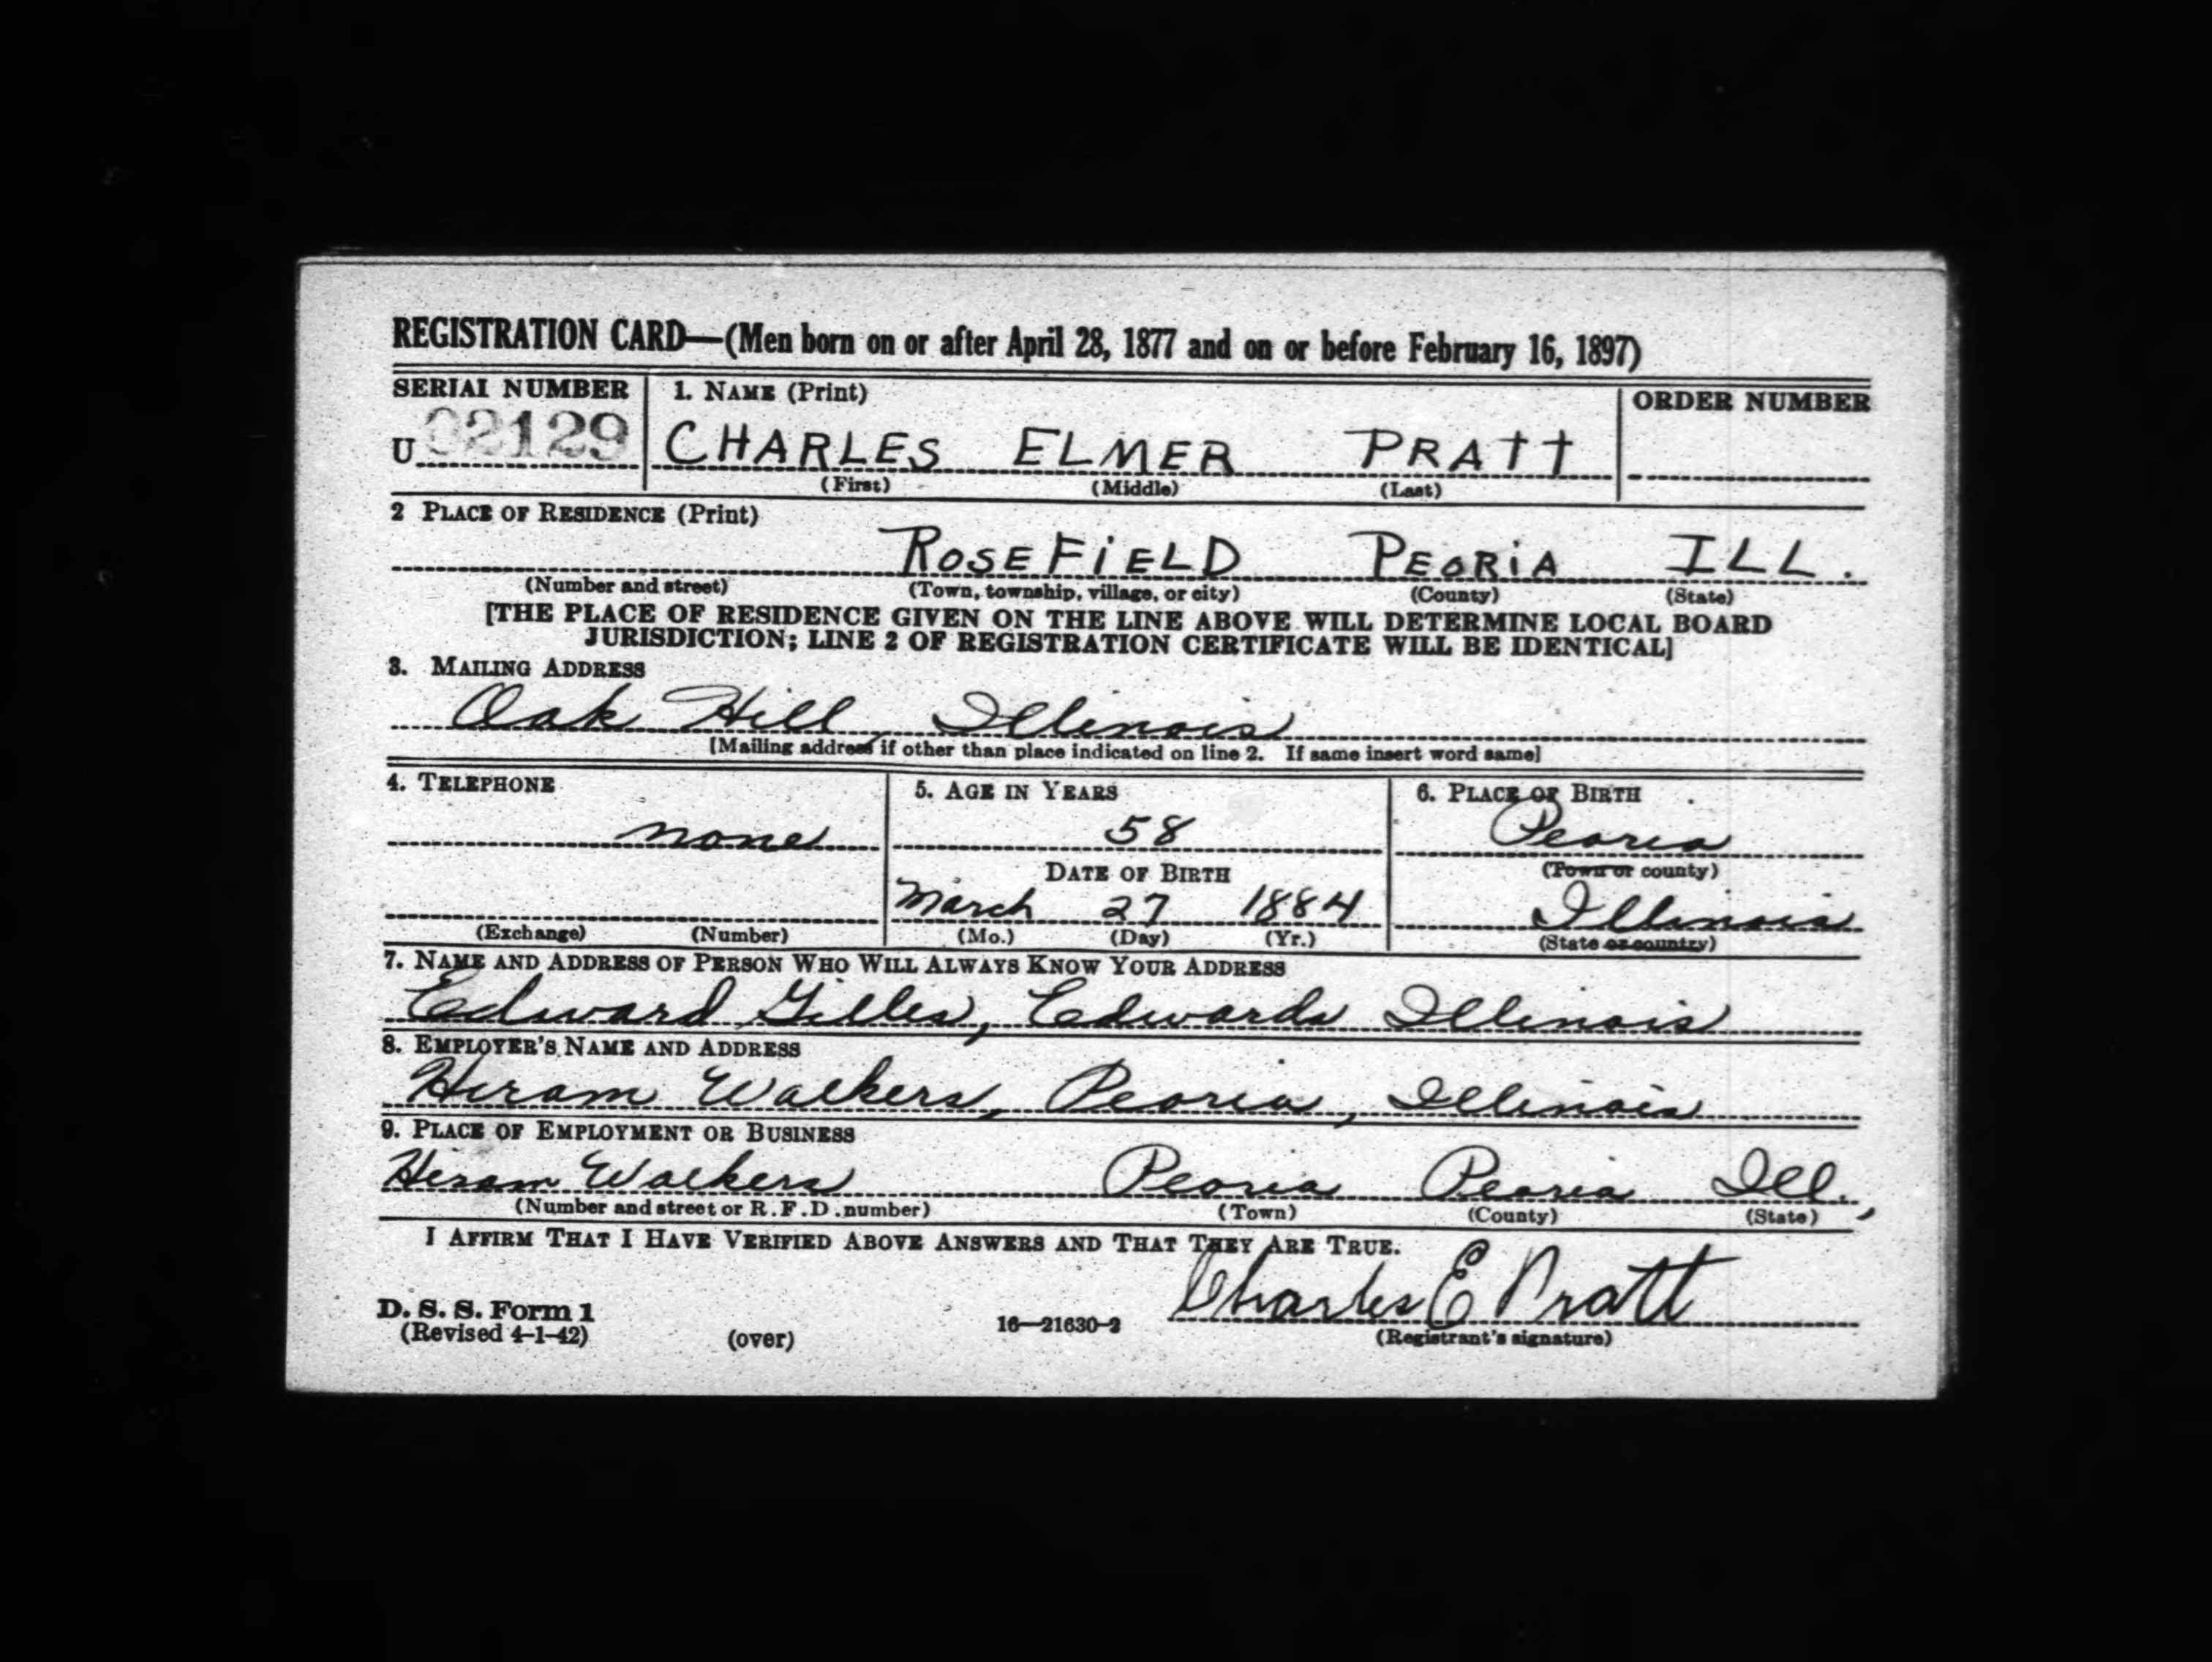 REGISTRATION CARD—(Men born on or after April 28, 1877 and on or before February 16, 1897)
SERIAL NUMBER 1. NAME (Print) ORDER NUMBER
U 02129 CHARLES ELMER PRATT
(First) (Middle) (Last)
2 PLACE OF RESIDENCE (Print)
ROSEFIELD PEORIA ILL.
(Number and street) (Town, township, village, or city) (County) (State)
[THE PLACE OF RESIDENCE GIVEN ON THE LINE ABOVE WILL DETERMINE LOCAL BOARD
JURISDICTION; LINE 2 OF REGISTRATION CERTIFICATE WILL BE IDENTICAL]
3. MAILING ADDRESS
Oak Hill, Illinois
[Mailing address if other than place indicated on line 2. If same insert word same]
4. TELEPHONE 5. AGE IN YEARS 6. PLACE OF BIRTH
none 58 Peoria
DATE OF BIRTH (Town or county)
March 27 1884 Illinois
(Exchange) (Number) (Mo.) (Day) (Yr.) (State or country)
7. NAME AND ADDRESS OF PERSON WHO WILL ALWAYS KNOW YOUR ADDRESS
Edward Gilles, Edwards Illinois
8. EMPLOYER'S NAME AND ADDRESS
Hiram Walkers, Peoria, Illinois
9. PLACE OF EMPLOYMENT OR BUSINESS
Hiram Walkers Peoria Peoria Ill.,
(Number and street or R.F.D. number) (Town) (County) (State)
I AFFIRM THAT I HAVE VERIFIED ABOVE ANSWERS AND THAT THEY ARE TRUE.
Charles E Pratt
D. S. S. Form 1
(Revised 4-1-42) (over) 16—21630-2 (Registrant's signature)